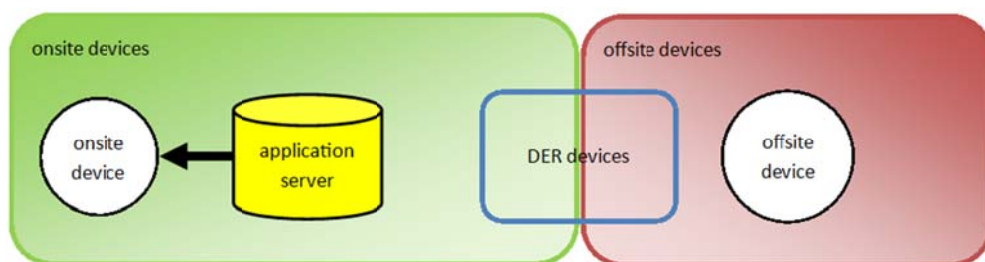 onsite devices
offsite devices
onsite
device
application
server
DER devices
offsite
device